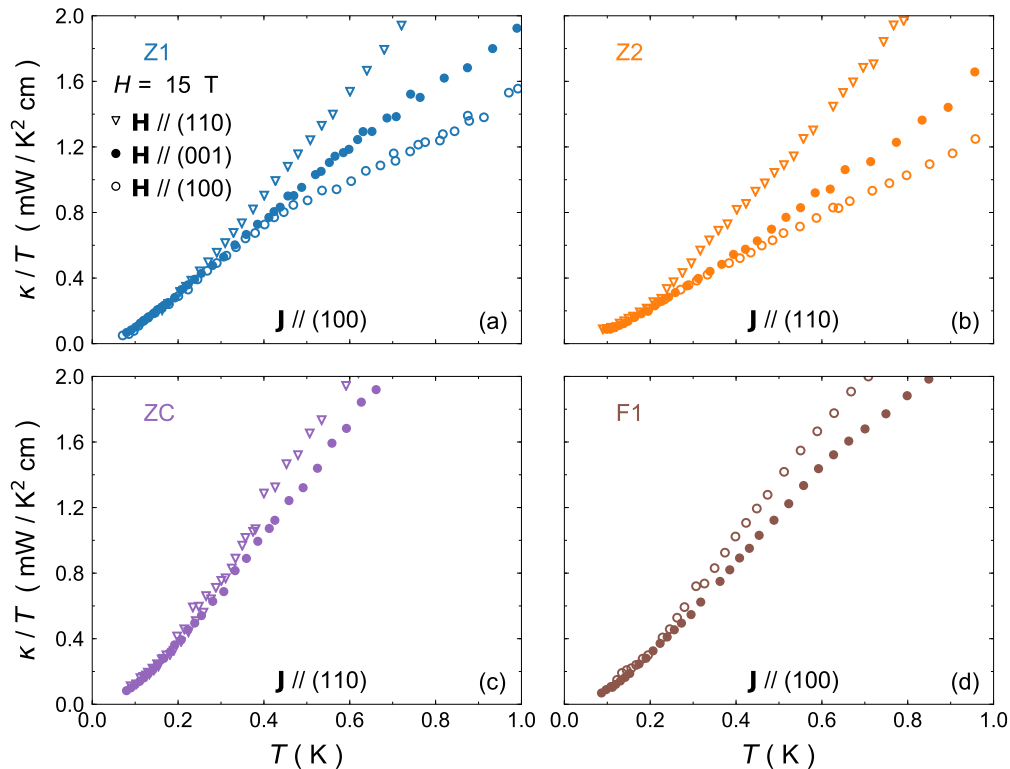 κ / T ( mW / K² cm)
2.0
1.6
1.2
0.8
0.4
0.0
Z1
H = 15 T
H // (110)
H // (001)
H // (100)
J // (100)
(a)
Z2
J // (110)
(b)
κ / T ( mW / K² cm)
2.0
1.6
1.2
0.8
0.4
0.0
ZC
J // (110)
(c)
0.0 0.2 0.4 0.6 0.8 1.0
T ( K )
F1
J // (100)
(d)
0.0 0.2 0.4 0.6 0.8 1.0
T ( K )